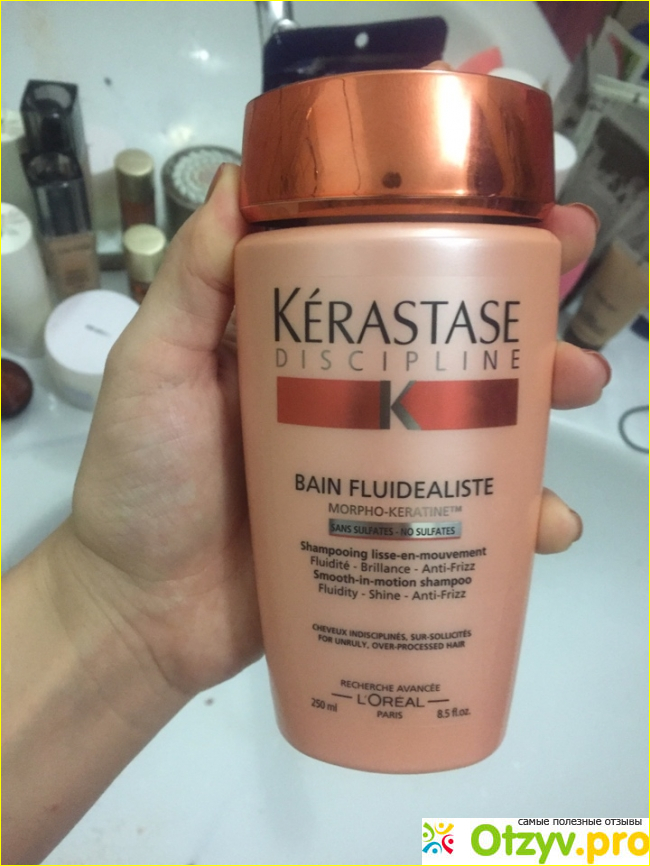 KÉRASTASE
DISCIPLINE
K
BAIN FLUIDEALISTE
MORPHO-KERATINE™
SANS SULFATES - NO SULFATES
Shampooing lisse-en-mouvement
Fluidité - Brillance - Anti-Frizz
Smooth-in-motion shampoo
Fluidity - Shine - Anti-Frizz
CHEVEUX INDISCIPLINÉS, SUR-SOLLICITÉS
FOR UNRULY, OVER-PROCESSED HAIR
RECHERCHE AVANCÉE
L'ORÉAL
PARIS
250 ml
8.5 fl.oz.
самые полезные отзывы
Otzyv.pro